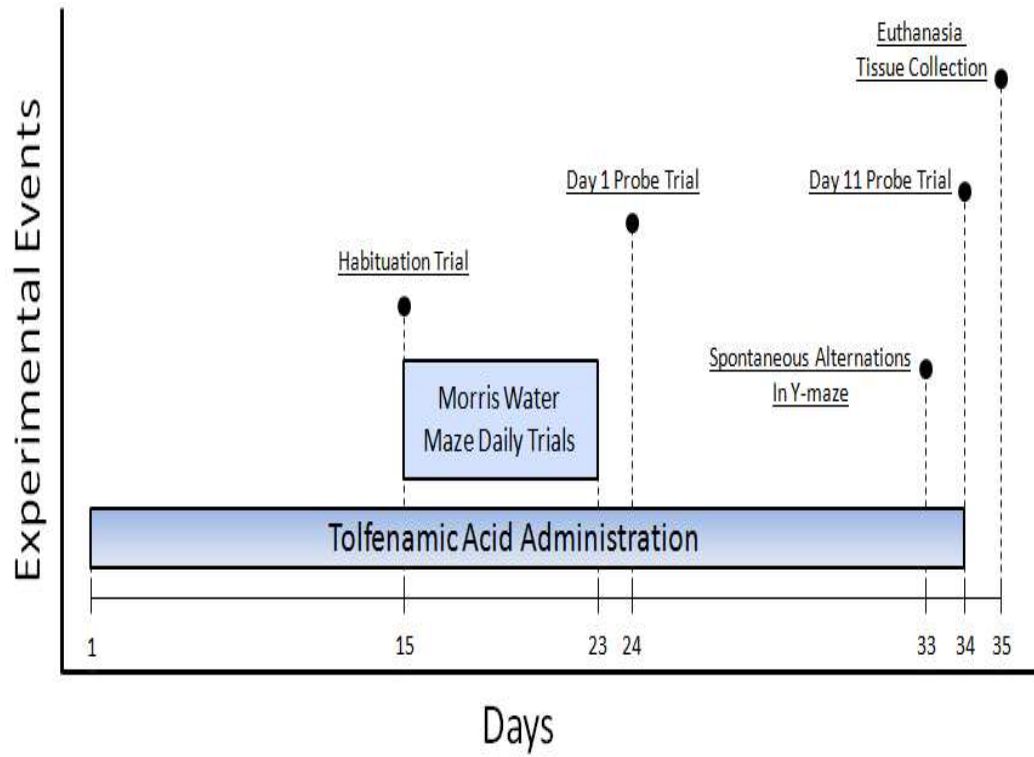 Experimental Events
Euthanasia
Tissue Collection
Day 1 Probe Trial
Day 11 Probe Trial
Habituation Trial
Spontaneous Alternations
In Y-maze
Morris Water
Maze Daily Trials
Tolfenamic Acid Administration
1 15 23 24 33 34 35
Days